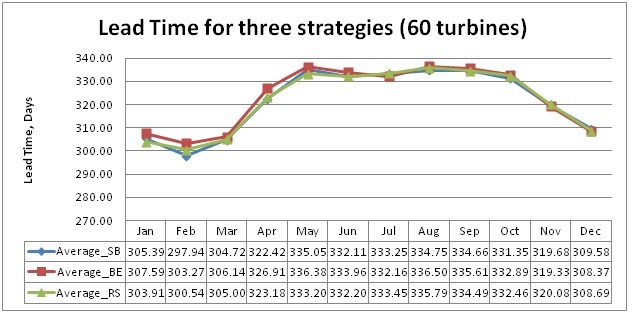 Lead Time for three strategies (60 turbines)
340.00
330.00
320.00
310.00
300.00
290.00
280.00
270.00
Lead Time, Days
Jan Feb Mar Apr May Jun Jul Aug Sep Oct Nov Dec
Average_SB 305.39 297.94 304.72 322.42 335.05 332.11 333.25 334.75 334.66 331.35 319.68 309.58
Average_BE 307.59 303.27 306.14 326.91 336.38 333.96 332.16 336.50 335.61 332.89 319.33 308.37
Average_RS 303.91 300.54 305.00 323.18 333.20 332.20 333.45 335.79 334.49 332.46 320.08 308.69